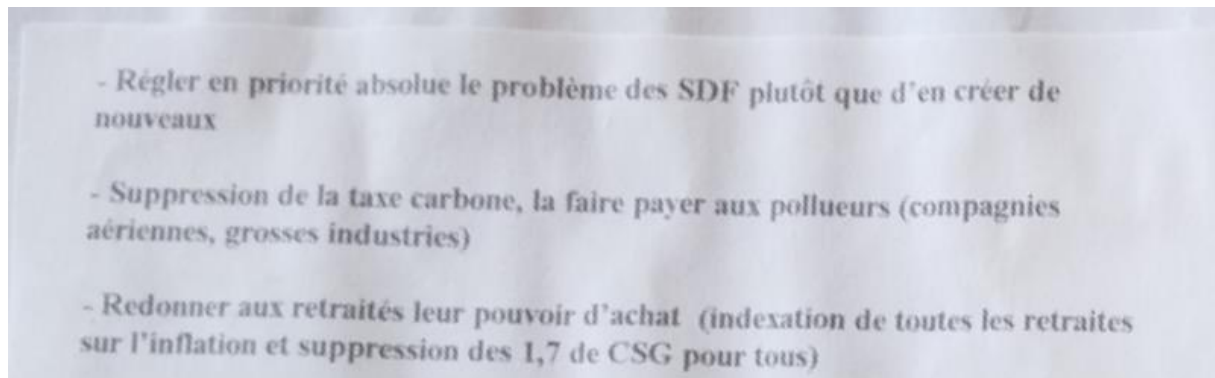 - Régler en priorité absolue le problème des SDF plutôt que d'en créer de
nouveaux
- Suppression de la taxe carbone, la faire payer aux pollueurs (compagnies
aériennes, grosses industries)
- Redonner aux retraités leur pouvoir d'achat (indexation de toutes les retraites
sur l'inflation et suppression des 1,7 de CSG pour tous)